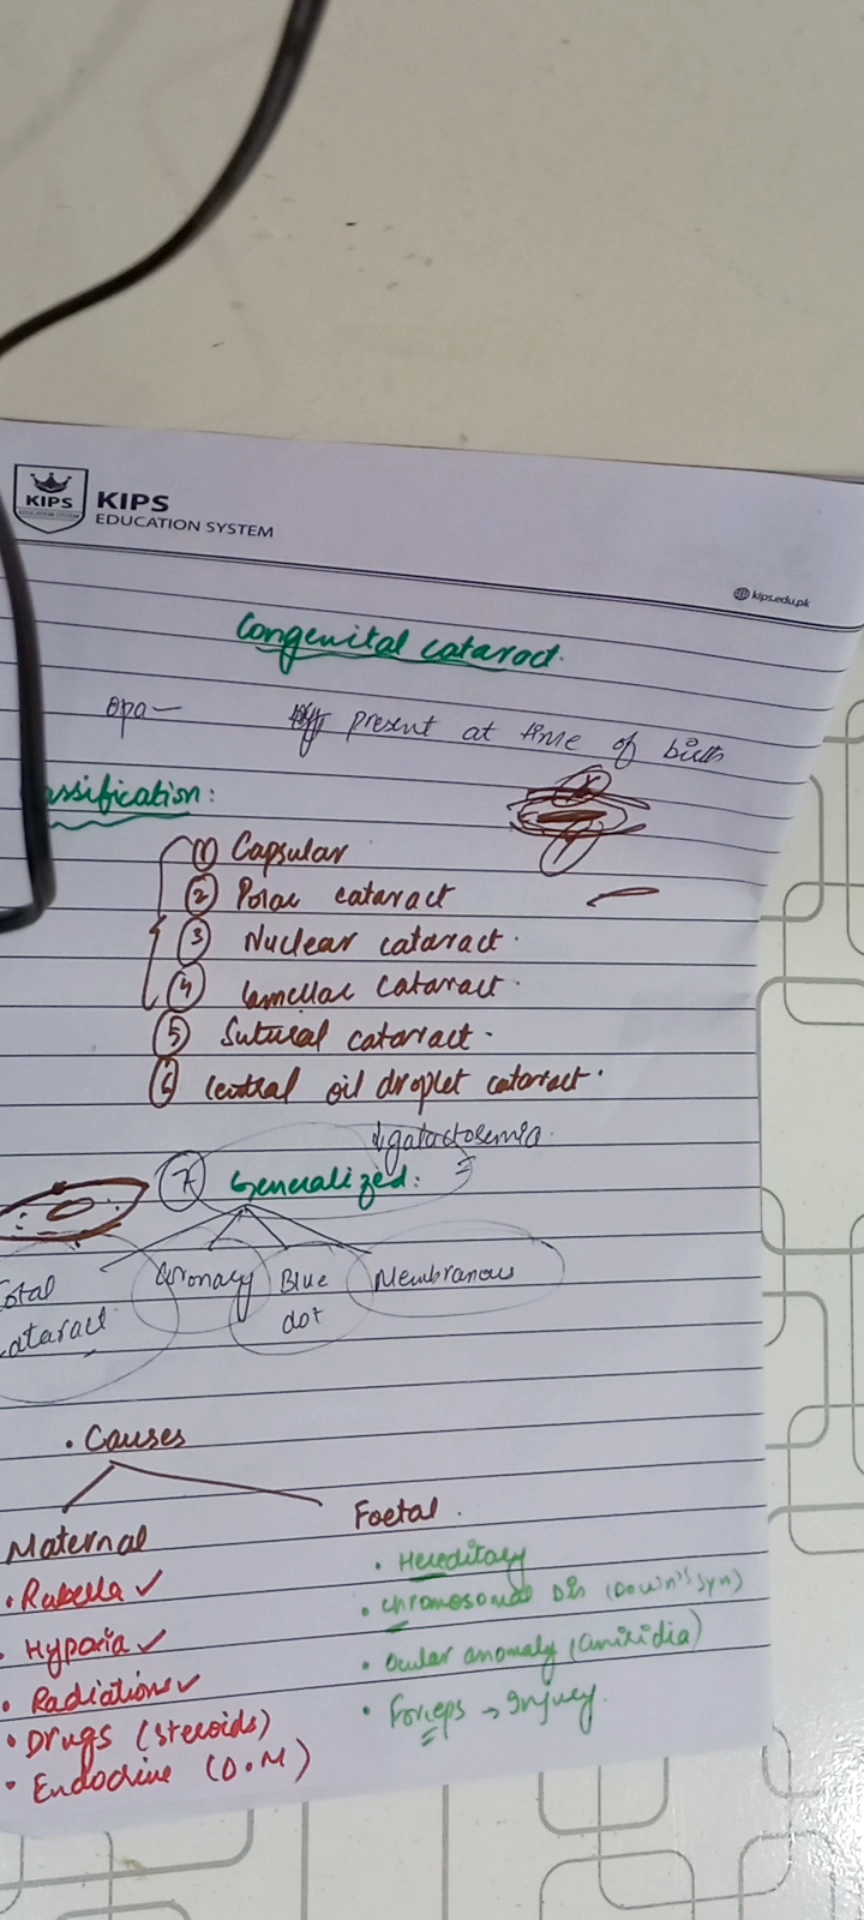 KIPS
KIPS
EDUCATION SYSTEM
kips.edu.pk
Congenital cataract.
opa— present at time of birth
assification:
① Capsular
② Polar cataract
③ Nuclear cataract.
④ lamellar cataract.
⑤ Sutural cataract.
⑥ Central oil droplet cataract.
↓galactosemia
⑦ Generalized:
otal Coronary Blue Membranous
ataract dot
• Causes
Maternal Foetal.
• Rubella ✓ • Hereditary
• Hypoxia ✓ • Chromosomal Dis (Down's Syn)
• Radiations ✓ • Ocular anomaly (aniridia)
• Drugs (steroids) • Forceps → Injury.
• Endocrine (D.M)